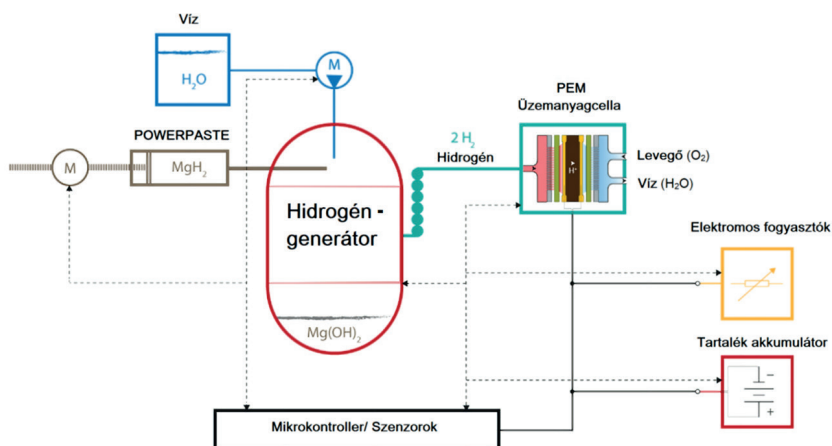 Víz
H₂O
M
POWERPASTE
MgH₂
M
Hidrogén -
generátor
Mg(OH)₂
2 H₂
Hidrogén
PEM
Üzemanyagcella
H⁺
Levegő (O₂)
Víz (H₂O)
Elektromos fogyasztók
Tartalék akkumulátor
−
+
Mikrokontroller/ Szenzorok